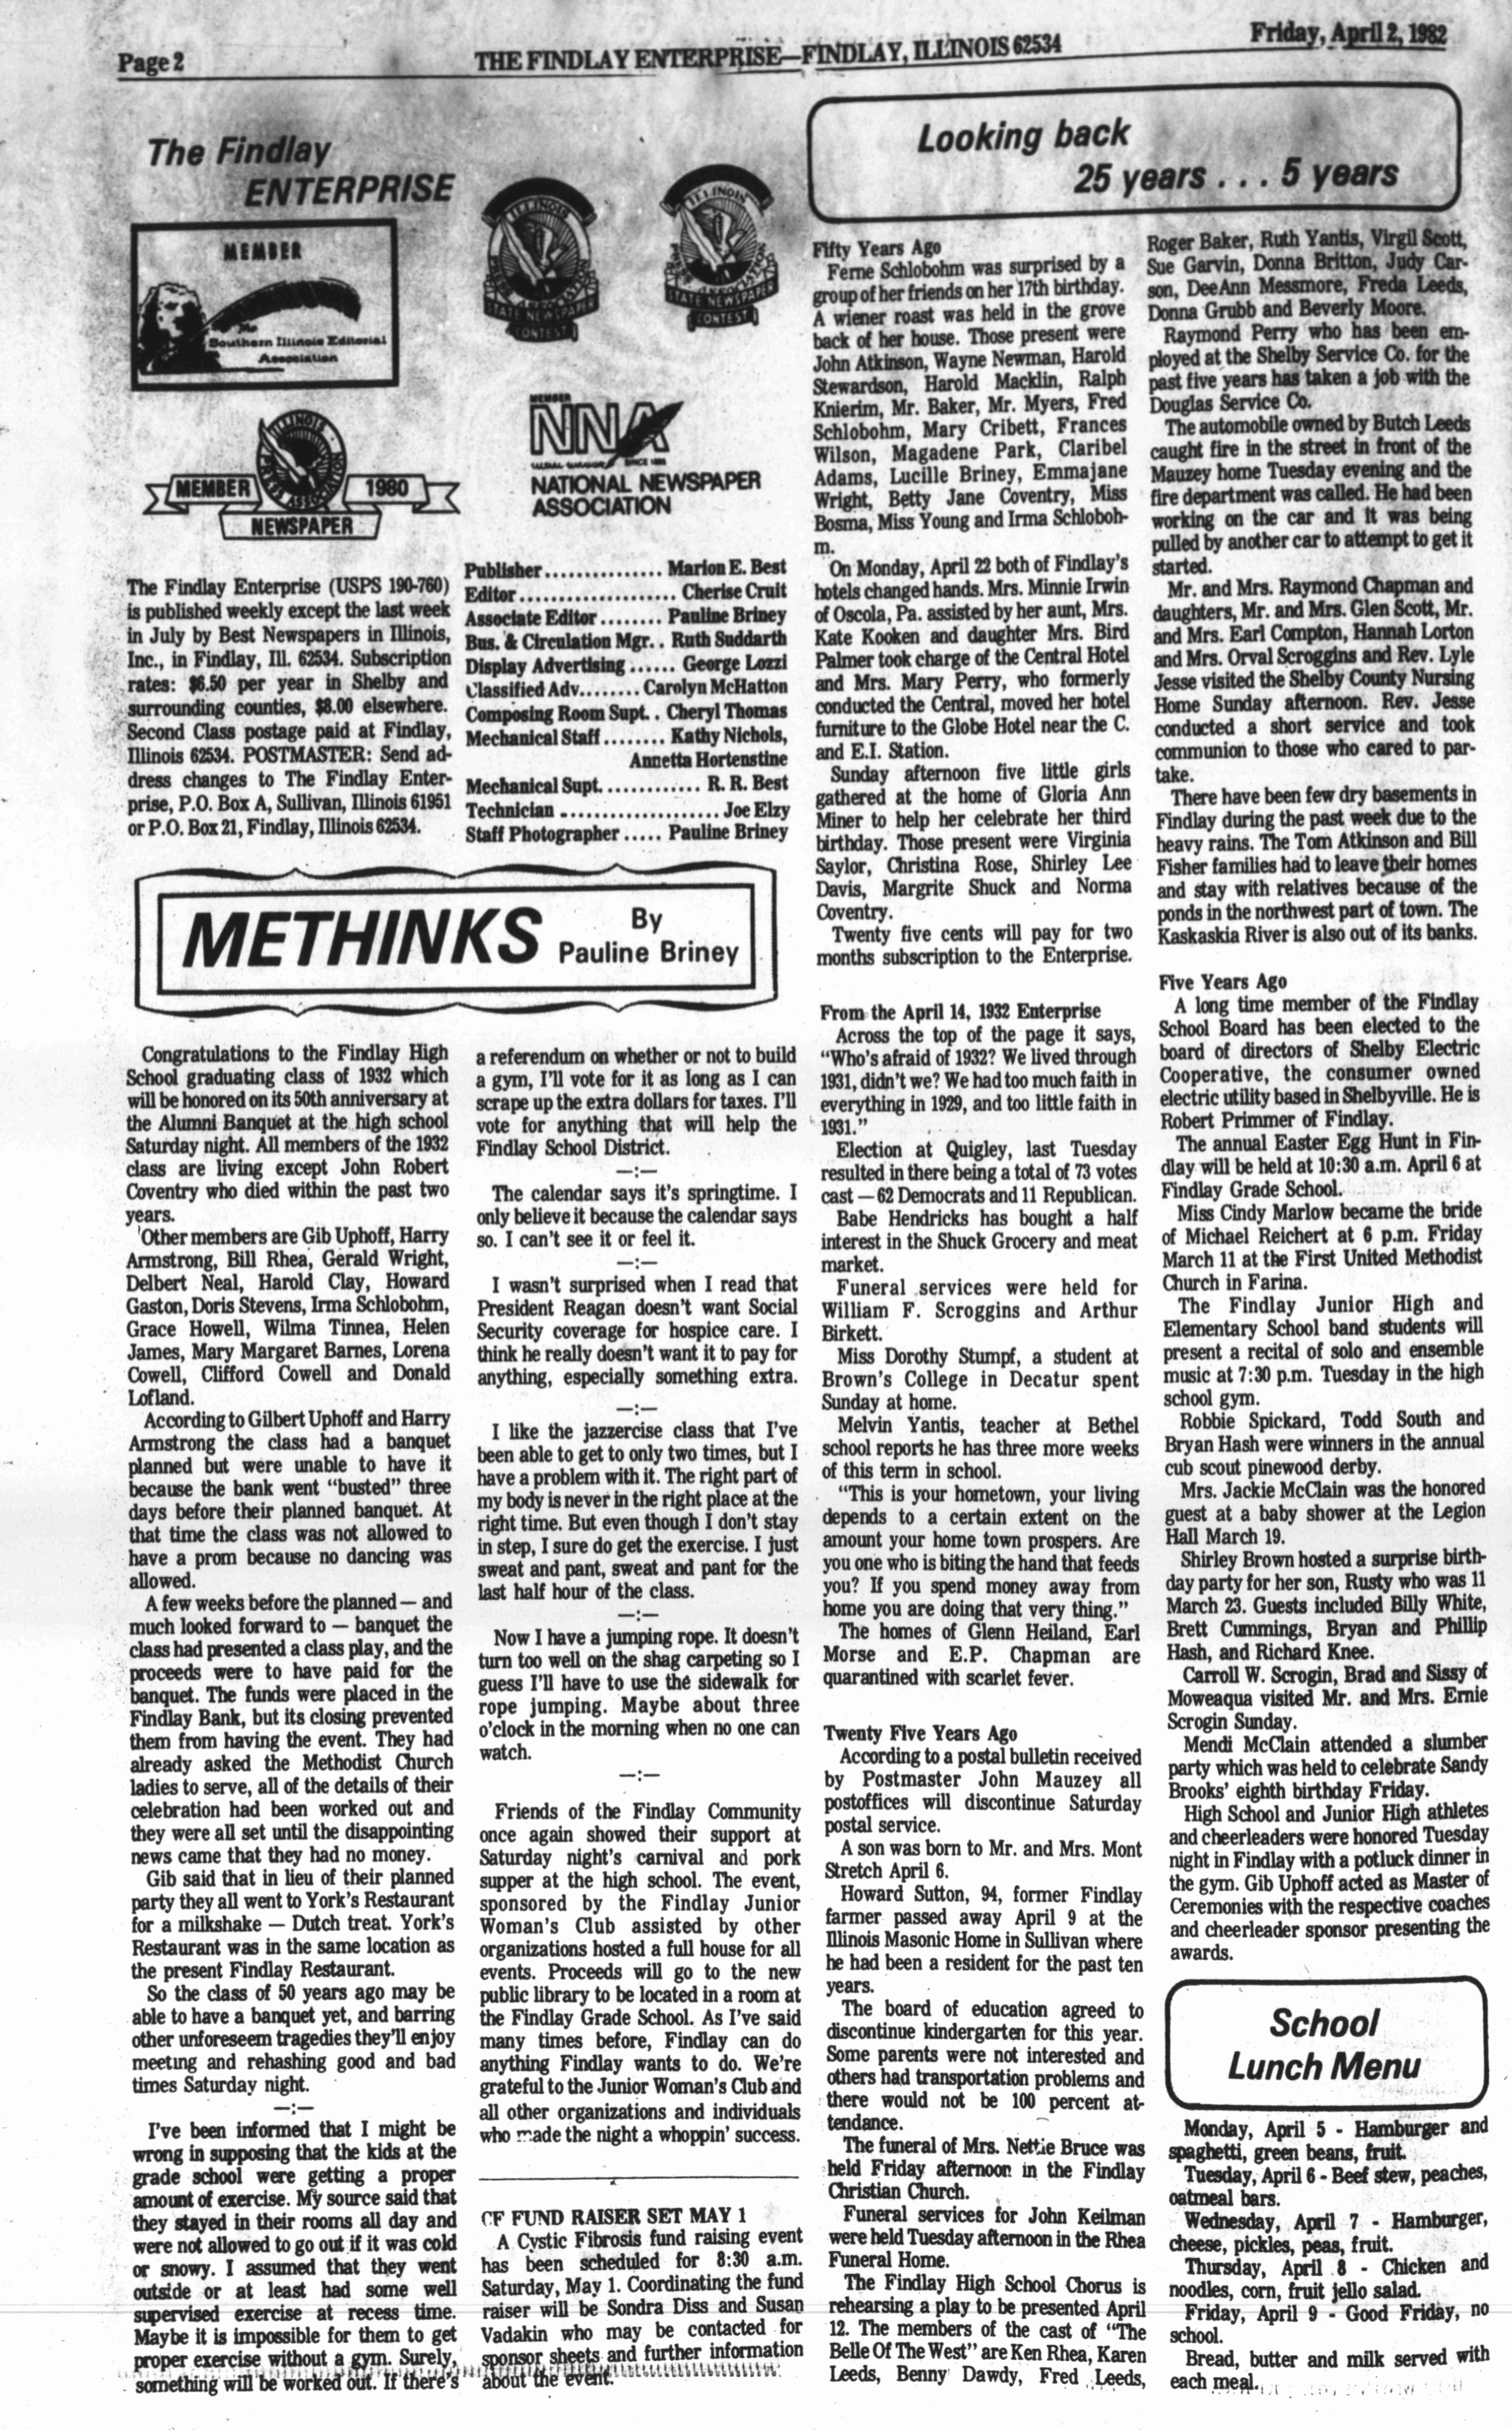 Page 2
THE FINDLAY ENTERPRISE—FINDLAY, ILLINOIS 62534
Friday, April 2, 1982
The Findlay
ENTERPRISE
MEMBER
The
Southern Illinois Editorial
Association
ILLINOIS
PRESS ASSOCIATION
STATE NEWSPAPER
CONTEST
ILLINOIS
PRESS ASSOCIATION
STATE NEWSPAPER
CONTEST
ILLINOIS
PRESS ASSOCIATION
MEMBER
1980
NEWSPAPER
MEMBER
NNA
SINCE 1885
NATIONAL NEWSPAPER
ASSOCIATION
The Findlay Enterprise (USPS 190-760)
is published weekly except the last week
in July by Best Newspapers in Illinois,
Inc., in Findlay, Ill. 62534. Subscription
rates: $6.50 per year in Shelby and
surrounding counties, $8.00 elsewhere.
Second Class postage paid at Findlay,
Illinois 62534. POSTMASTER: Send ad-
dress changes to The Findlay Enter-
prise, P.O. Box A, Sullivan, Illinois 61951
or P.O. Box 21, Findlay, Illinois 62534.
Publisher............... Marion E. Best
Editor.................... Cherise Cruit
Associate Editor........ Pauline Briney
Bus. & Circulation Mgr.. Ruth Suddarth
Display Advertising...... George Lozzi
Classified Adv........ Carolyn McHatton
Composing Room Supt.. Cheryl Thomas
Mechanical Staff........ Kathy Nichols,
Annetta Hortenstine
Mechanical Supt............. R. R. Best
Technician...................... Joe Elzy
Staff Photographer..... Pauline Briney
METHINKS
By
Pauline Briney
Congratulations to the Findlay High
School graduating class of 1932 which
will be honored on its 50th anniversary at
the Alumni Banquet at the high school
Saturday night. All members of the 1932
class are living except John Robert
Coventry who died within the past two
years.
Other members are Gib Uphoff, Harry
Armstrong, Bill Rhea, Gerald Wright,
Delbert Neal, Harold Clay, Howard
Gaston, Doris Stevens, Irma Schlobohm,
Grace Howell, Wilma Tinnea, Helen
James, Mary Margaret Barnes, Lorena
Cowell, Clifford Cowell and Donald
Lofland.
According to Gilbert Uphoff and Harry
Armstrong the class had a banquet
planned but were unable to have it
because the bank went "busted" three
days before their planned banquet. At
that time the class was not allowed to
have a prom because no dancing was
allowed.
A few weeks before the planned — and
much looked forward to — banquet the
class had presented a class play, and the
proceeds were to have paid for the
banquet. The funds were placed in the
Findlay Bank, but its closing prevented
them from having the event. They had
already asked the Methodist Church
ladies to serve, all of the details of their
celebration had been worked out and
they were all set until the disappointing
news came that they had no money.
Gib said that in lieu of their planned
party they all went to York's Restaurant
for a milkshake — Dutch treat. York's
Restaurant was in the same location as
the present Findlay Restaurant.
So the class of 50 years ago may be
able to have a banquet yet, and barring
other unforeseem tragedies they'll enjoy
meeting and rehashing good and bad
times Saturday night.
—:—
I've been informed that I might be
wrong in supposing that the kids at the
grade school were getting a proper
amount of exercise. My source said that
they stayed in their rooms all day and
were not allowed to go out if it was cold
or snowy. I assumed that they went
outside or at least had some well
supervised exercise at recess time.
Maybe it is impossible for them to get
proper exercise without a gym. Surely,
something will be worked out. If there's
a referendum on whether or not to build
a gym, I'll vote for it as long as I can
scrape up the extra dollars for taxes. I'll
vote for anything that will help the
Findlay School District.
—:—
The calendar says it's springtime. I
only believe it because the calendar says
so. I can't see it or feel it.
—:—
I wasn't surprised when I read that
President Reagan doesn't want Social
Security coverage for hospice care. I
think he really doesn't want it to pay for
anything, especially something extra.
—:—
I like the jazzercise class that I've
been able to get to only two times, but I
have a problem with it. The right part of
my body is never in the right place at the
right time. But even though I don't stay
in step, I sure do get the exercise. I just
sweat and pant, sweat and pant for the
last half hour of the class.
—:—
Now I have a jumping rope. It doesn't
turn too well on the shag carpeting so I
guess I'll have to use the sidewalk for
rope jumping. Maybe about three
o'clock in the morning when no one can
watch.
—:—
Friends of the Findlay Community
once again showed their support at
Saturday night's carnival and pork
supper at the high school. The event,
sponsored by the Findlay Junior
Woman's Club assisted by other
organizations hosted a full house for all
events. Proceeds will go to the new
public library to be located in a room at
the Findlay Grade School. As I've said
many times before, Findlay can do
anything Findlay wants to do. We're
grateful to the Junior Woman's Club and
all other organizations and individuals
who made the night a whoppin' success.
CF FUND RAISER SET MAY 1
A Cystic Fibrosis fund raising event
has been scheduled for 8:30 a.m.
Saturday, May 1. Coordinating the fund
raiser will be Sondra Diss and Susan
Vadakin who may be contacted for
sponsor sheets and further information
about the event.
Looking back
25 years . . . 5 years
Fifty Years Ago
Ferne Schlobohm was surprised by a
group of her friends on her 17th birthday.
A wiener roast was held in the grove
back of her house. Those present were
John Atkinson, Wayne Newman, Harold
Stewardson, Harold Macklin, Ralph
Knierim, Mr. Baker, Mr. Myers, Fred
Schlobohm, Mary Cribett, Frances
Wilson, Magadene Park, Claribel
Adams, Lucille Briney, Emmajane
Wright, Betty Jane Coventry, Miss
Bosma, Miss Young and Irma Schloboh-
m.
On Monday, April 22 both of Findlay's
hotels changed hands. Mrs. Minnie Irwin
of Oscola, Pa. assisted by her aunt, Mrs.
Kate Kooken and daughter Mrs. Bird
Palmer took charge of the Central Hotel
and Mrs. Mary Perry, who formerly
conducted the Central, moved her hotel
furniture to the Globe Hotel near the C.
and E.I. Station.
Sunday afternoon five little girls
gathered at the home of Gloria Ann
Miner to help her celebrate her third
birthday. Those present were Virginia
Saylor, Christina Rose, Shirley Lee
Davis, Margrite Shuck and Norma
Coventry.
Twenty five cents will pay for two
months subscription to the Enterprise.
From the April 14, 1932 Enterprise
Across the top of the page it says,
"Who's afraid of 1932? We lived through
1931, didn't we? We had too much faith in
everything in 1929, and too little faith in
1931."
Election at Quigley, last Tuesday
resulted in there being a total of 73 votes
cast — 62 Democrats and 11 Republican.
Babe Hendricks has bought a half
interest in the Shuck Grocery and meat
market.
Funeral services were held for
William F. Scroggins and Arthur
Birkett.
Miss Dorothy Stumpf, a student at
Brown's College in Decatur spent
Sunday at home.
Melvin Yantis, teacher at Bethel
school reports he has three more weeks
of this term in school.
"This is your hometown, your living
depends to a certain extent on the
amount your home town prospers. Are
you one who is biting the hand that feeds
you? If you spend money away from
home you are doing that very thing."
The homes of Glenn Heiland, Earl
Morse and E.P. Chapman are
quarantined with scarlet fever.
Twenty Five Years Ago
According to a postal bulletin received
by Postmaster John Mauzey all
postoffices will discontinue Saturday
postal service.
A son was born to Mr. and Mrs. Mont
Stretch April 6.
Howard Sutton, 94, former Findlay
farmer passed away April 9 at the
Illinois Masonic Home in Sullivan where
he had been a resident for the past ten
years.
The board of education agreed to
discontinue kindergarten for this year.
Some parents were not interested and
others had transportation problems and
there would not be 100 percent at-
tendance.
The funeral of Mrs. Nettie Bruce was
held Friday afternoon in the Findlay
Christian Church.
Funeral services for John Keilman
were held Tuesday afternoon in the Rhea
Funeral Home.
The Findlay High School Chorus is
rehearsing a play to be presented April
12. The members of the cast of "The
Belle Of The West" are Ken Rhea, Karen
Leeds, Benny Dawdy, Fred Leeds,
Roger Baker, Ruth Yantis, Virgil Scott,
Sue Garvin, Donna Britton, Judy Car-
son, DeeAnn Messmore, Freda Leeds,
Donna Grubb and Beverly Moore.
Raymond Perry who has been em-
ployed at the Shelby Service Co. for the
past five years has taken a job with the
Douglas Service Co.
The automobile owned by Butch Leeds
caught fire in the street in front of the
Mauzey home Tuesday evening and the
fire department was called. He had been
working on the car and it was being
pulled by another car to attempt to get it
started.
Mr. and Mrs. Raymond Chapman and
daughters, Mr. and Mrs. Glen Scott, Mr.
and Mrs. Earl Compton, Hannah Lorton
and Mrs. Orval Scroggins and Rev. Lyle
Jesse visited the Shelby County Nursing
Home Sunday afternoon. Rev. Jesse
conducted a short service and took
communion to those who cared to par-
take.
There have been few dry basements in
Findlay during the past week due to the
heavy rains. The Tom Atkinson and Bill
Fisher families had to leave their homes
and stay with relatives because of the
ponds in the northwest part of town. The
Kaskaskia River is also out of its banks.
Five Years Ago
A long time member of the Findlay
School Board has been elected to the
board of directors of Shelby Electric
Cooperative, the consumer owned
electric utility based in Shelbyville. He is
Robert Primmer of Findlay.
The annual Easter Egg Hunt in Fin-
dlay will be held at 10:30 a.m. April 6 at
Findlay Grade School.
Miss Cindy Marlow became the bride
of Michael Reichert at 6 p.m. Friday
March 11 at the First United Methodist
Church in Farina.
The Findlay Junior High and
Elementary School band students will
present a recital of solo and ensemble
music at 7:30 p.m. Tuesday in the high
school gym.
Robbie Spickard, Todd South and
Bryan Hash were winners in the annual
cub scout pinewood derby.
Mrs. Jackie McClain was the honored
guest at a baby shower at the Legion
Hall March 19.
Shirley Brown hosted a surprise birth-
day party for her son, Rusty who was 11
March 23. Guests included Billy White,
Brett Cummings, Bryan and Phillip
Hash, and Richard Knee.
Carroll W. Scrogin, Brad and Sissy of
Moweaqua visited Mr. and Mrs. Ernie
Scrogin Sunday.
Mendi McClain attended a slumber
party which was held to celebrate Sandy
Brooks' eighth birthday Friday.
High School and Junior High athletes
and cheerleaders were honored Tuesday
night in Findlay with a potluck dinner in
the gym. Gib Uphoff acted as Master of
Ceremonies with the respective coaches
and cheerleader sponsor presenting the
awards.
School
Lunch Menu
Monday, April 5 - Hamburger and
spaghetti, green beans, fruit.
Tuesday, April 6 - Beef stew, peaches,
oatmeal bars.
Wednesday, April 7 - Hamburger,
cheese, pickles, peas, fruit.
Thursday, April 8 - Chicken and
noodles, corn, fruit jello salad.
Friday, April 9 - Good Friday, no
school.
Bread, butter and milk served with
each meal.